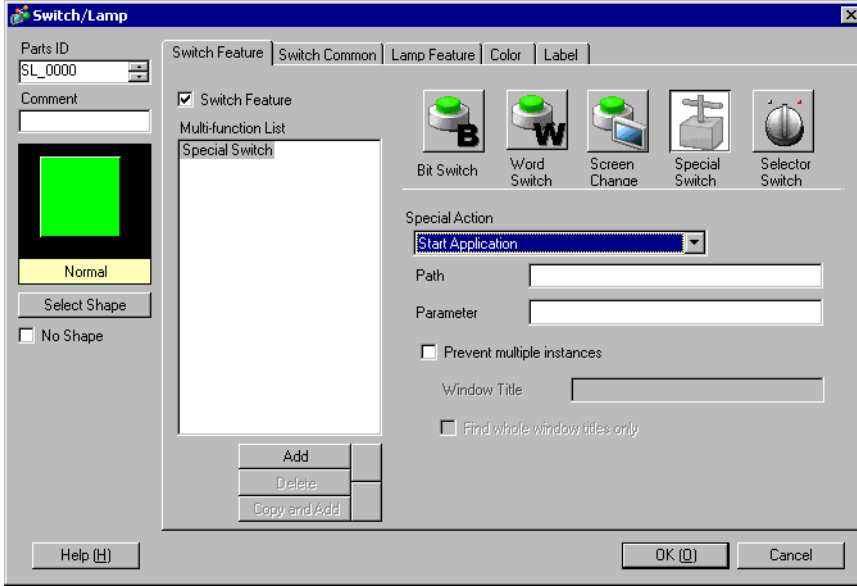 Switch/Lamp
Parts ID
SL_0000
Comment
Normal
Select Shape
No Shape
Switch Feature
Switch Common
Lamp Feature
Color
Label
Switch Feature
Multi-function List
Special Switch
Add
Delete
Copy and Add
B
Bit Switch
W
Word
Switch
Screen
Change
Special
Switch
Selector
Switch
Special Action
Start Application
Path
Parameter
Prevent multiple instances
Window Title
Find whole window titles only
Help (H)
OK (O)
Cancel